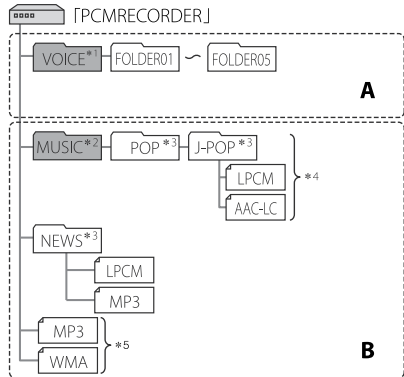 「PCMRECORDER」
VOICE*1 FOLDER01 ～ FOLDER05
A
MUSIC*2 POP*3 J-POP*3
LPCM
*4
AAC-LC
NEWS*3
LPCM
MP3
MP3
*5
WMA
B